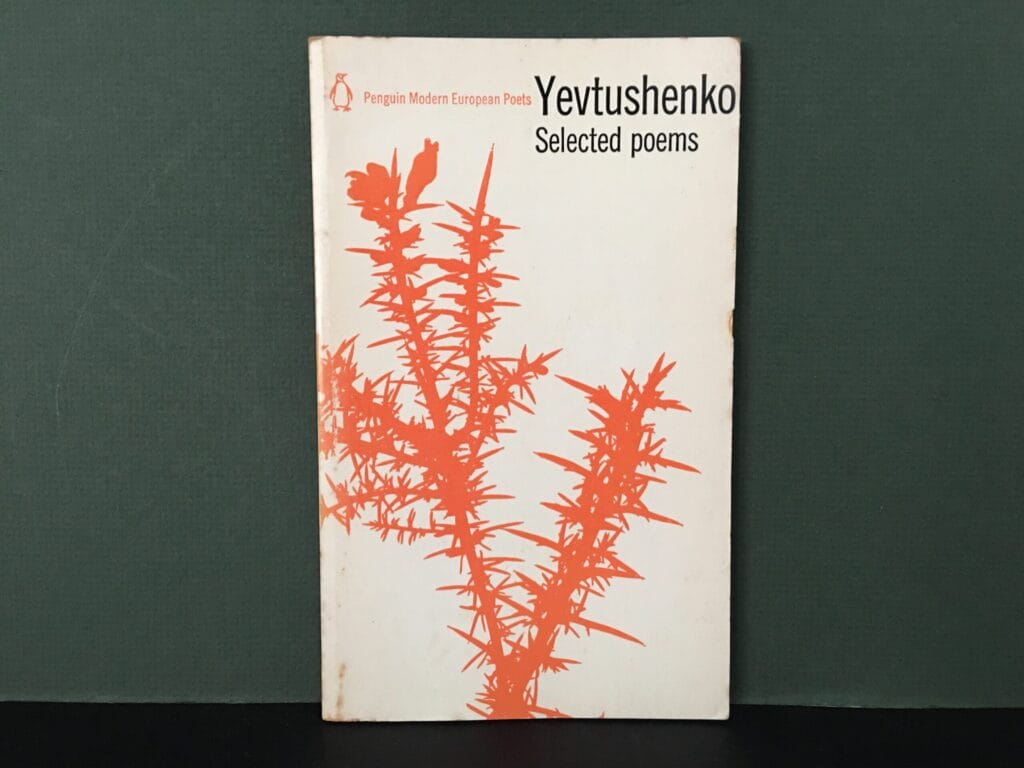 Penguin Modern European Poets
Yevtushenko
Selected poems